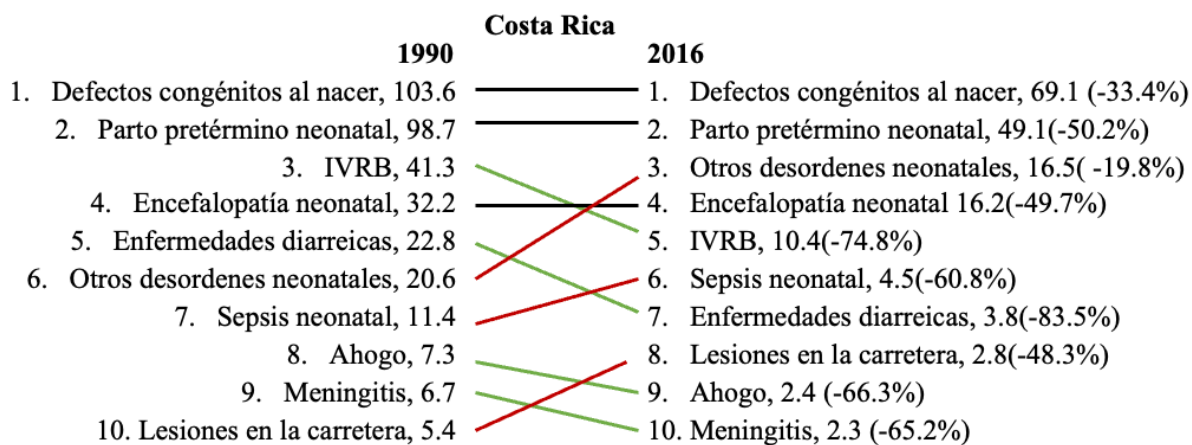 Costa Rica
1990
2016
1. Defectos congénitos al nacer, 103.6
1. Defectos congénitos al nacer, 69.1 (-33.4%)
2. Parto pretérmino neonatal, 98.7
2. Parto pretérmino neonatal, 49.1(-50.2%)
3. IVRB, 41.3
3. Otros desordenes neonatales, 16.5( -19.8%)
4. Encefalopatía neonatal, 32.2
4. Encefalopatía neonatal 16.2(-49.7%)
5. Enfermedades diarreicas, 22.8
5. IVRB, 10.4(-74.8%)
6. Otros desordenes neonatales, 20.6
6. Sepsis neonatal, 4.5(-60.8%)
7. Sepsis neonatal, 11.4
7. Enfermedades diarreicas, 3.8(-83.5%)
8. Ahogo, 7.3
8. Lesiones en la carretera, 2.8(-48.3%)
9. Meningitis, 6.7
9. Ahogo, 2.4 (-66.3%)
10. Lesiones en la carretera, 5.4
10. Meningitis, 2.3 (-65.2%)